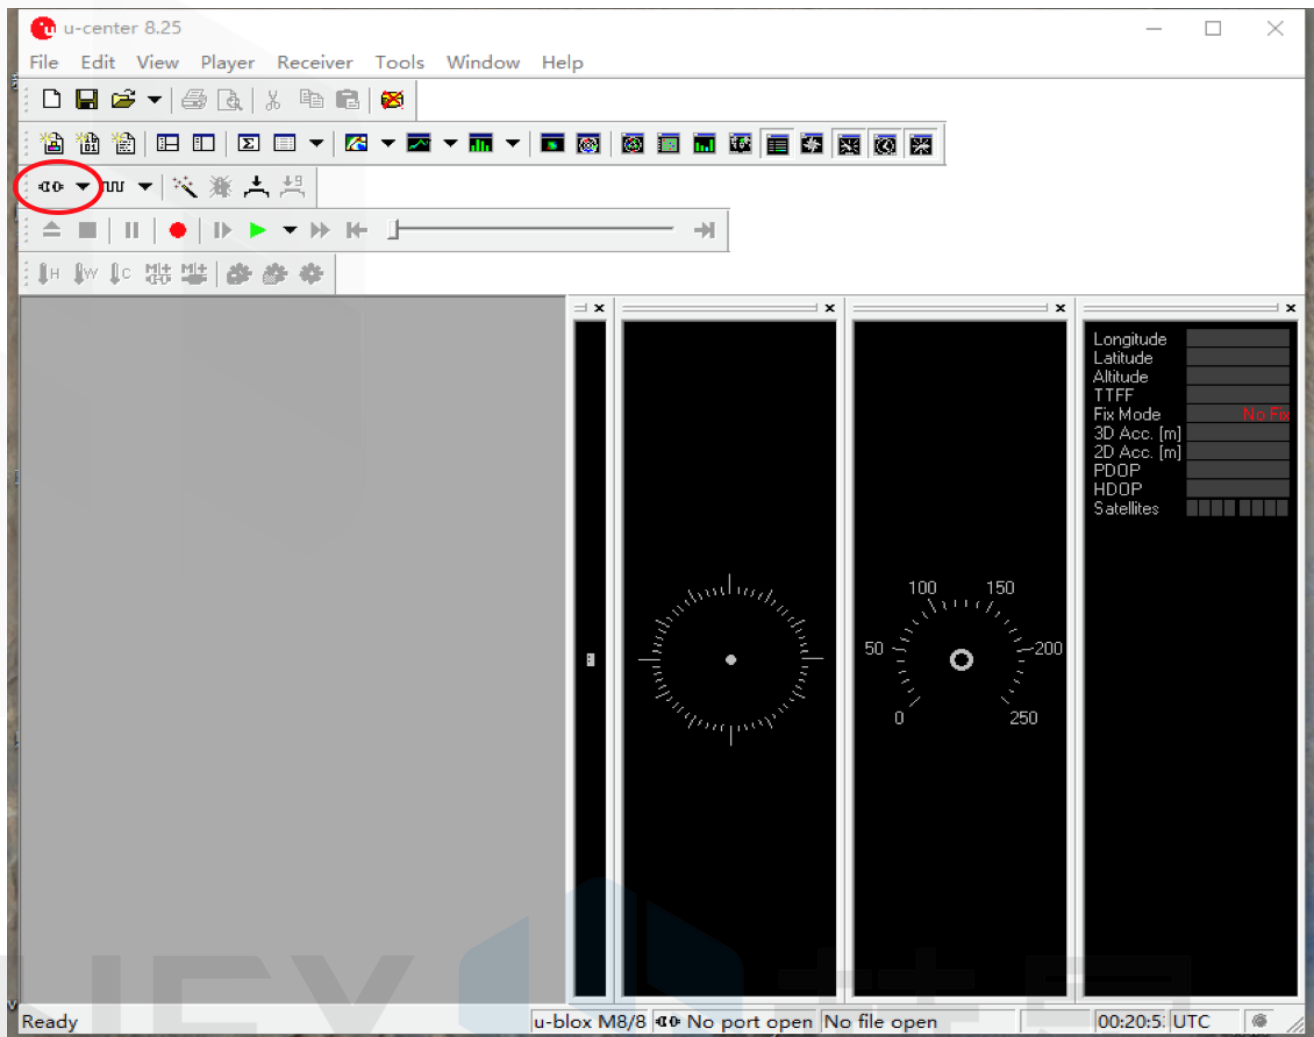 u-center 8.25
File Edit View Player Receiver Tools Window Help
H W C
Longitude
Latitude
Altitude
TTFF
Fix Mode No Fix
3D Acc. [m]
2D Acc. [m]
PDOP
HDOP
Satellites
100 150
50 200
0 250
Ready u-blox M8/8 No port open No file open 00:20:5 UTC